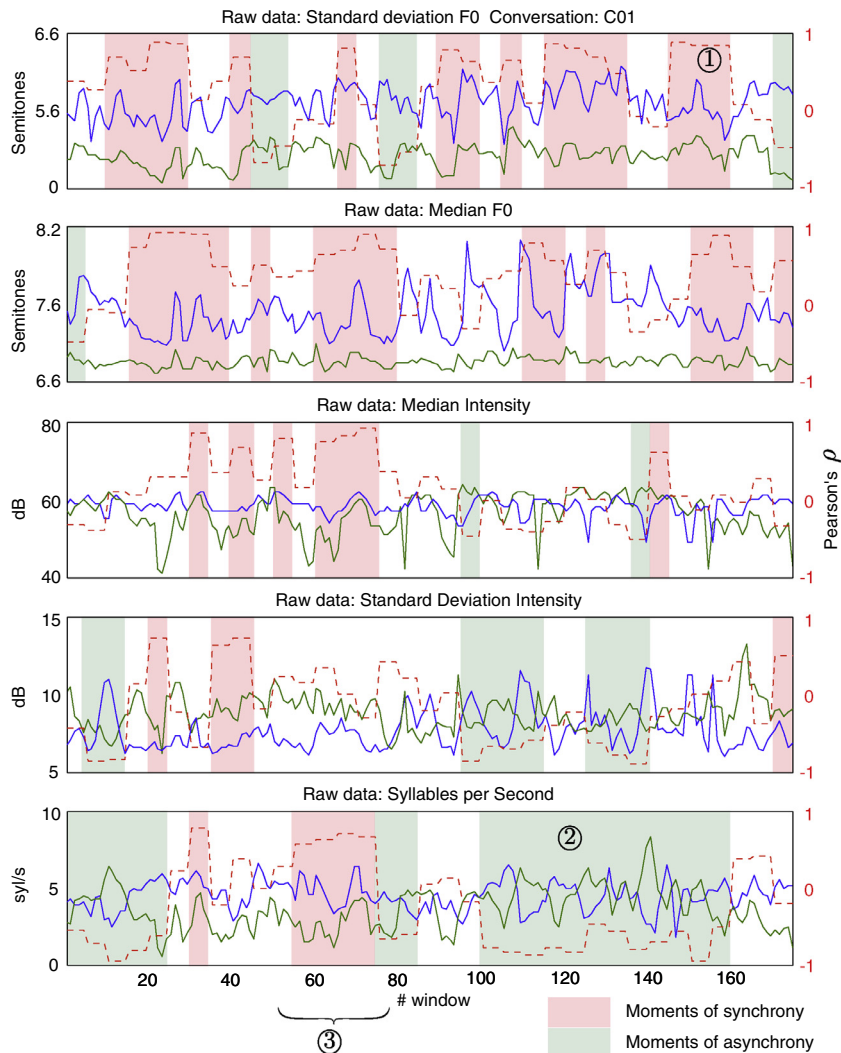 Raw data: Standard deviation F0 Conversation: C01
6.6
5.6
0
Semitones
1
0
-1
①
Raw data: Median F0
8.2
7.6
6.6
Semitones
1
0
-1
Raw data: Median Intensity
80
60
40
dB
1
0
-1
Pearson's ρ
Raw data: Standard Deviation Intensity
15
10
5
dB
1
0
-1
Raw data: Syllables per Second
10
5
0
syl/s
1
0
-1
②
20 40 60 80 100 120 140 160
# window
③
Moments of synchrony
Moments of asynchrony